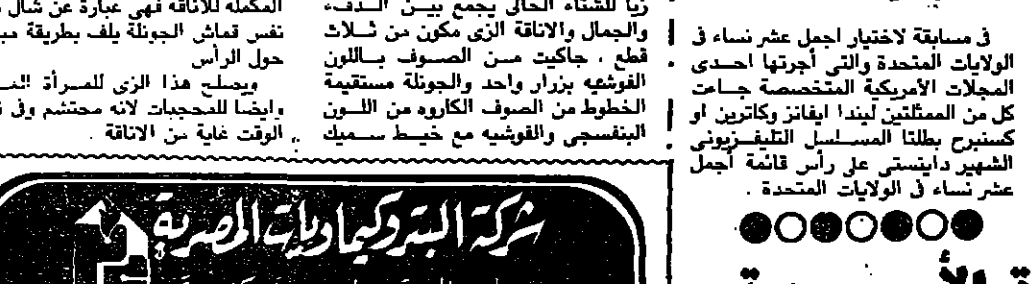 فى مسابقة لاختيار اجمل عشر نساء فى
الولايات المتحدة والتى أجرتها احدى
المجلات الأمريكية المتخصصة جاءت
كل من الممثلتين ليندا ايفانز وكاترين او
كسنبرج بطلتا المسلسل التليفزيونى
الشهير داينستى على رأس قائمة أجمل
عشر نساء فى الولايات المتحدة .
زيا للشتاء الحالى يجمع بين الدفء
والجمال والاناقة الزى مكون من ثلاث
قطع ، جاكيت من الصوف باللون
الفوشيه بزرار واحد والجونلة مستقيمة
الخطوط من الصوف الكاروه من اللون
البنفسجى والفوشيه مع خيط سميك
المكملة للأناقة فهى عبارة عن شال
نفس قماش الجونلة يلف بطريقة
حول الرأس
ويصلح هذا الزى للمرأة
وايضا للمحجبات لانه محتشم وفى
الوقت غاية من الاناقة .
شركة البتروكيماويات المصرية